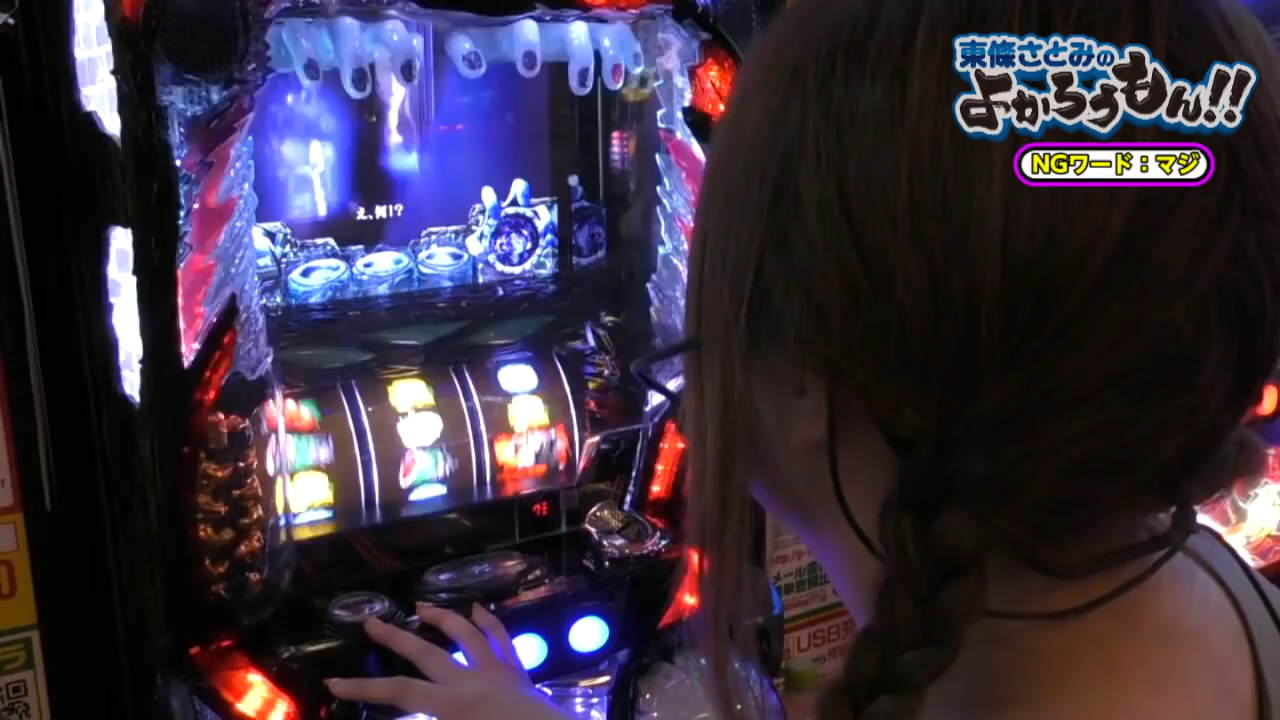 東條さとみの
よかろうもん!!
NGワード：マジ
え、何!?
http://p-
メール会
USB充